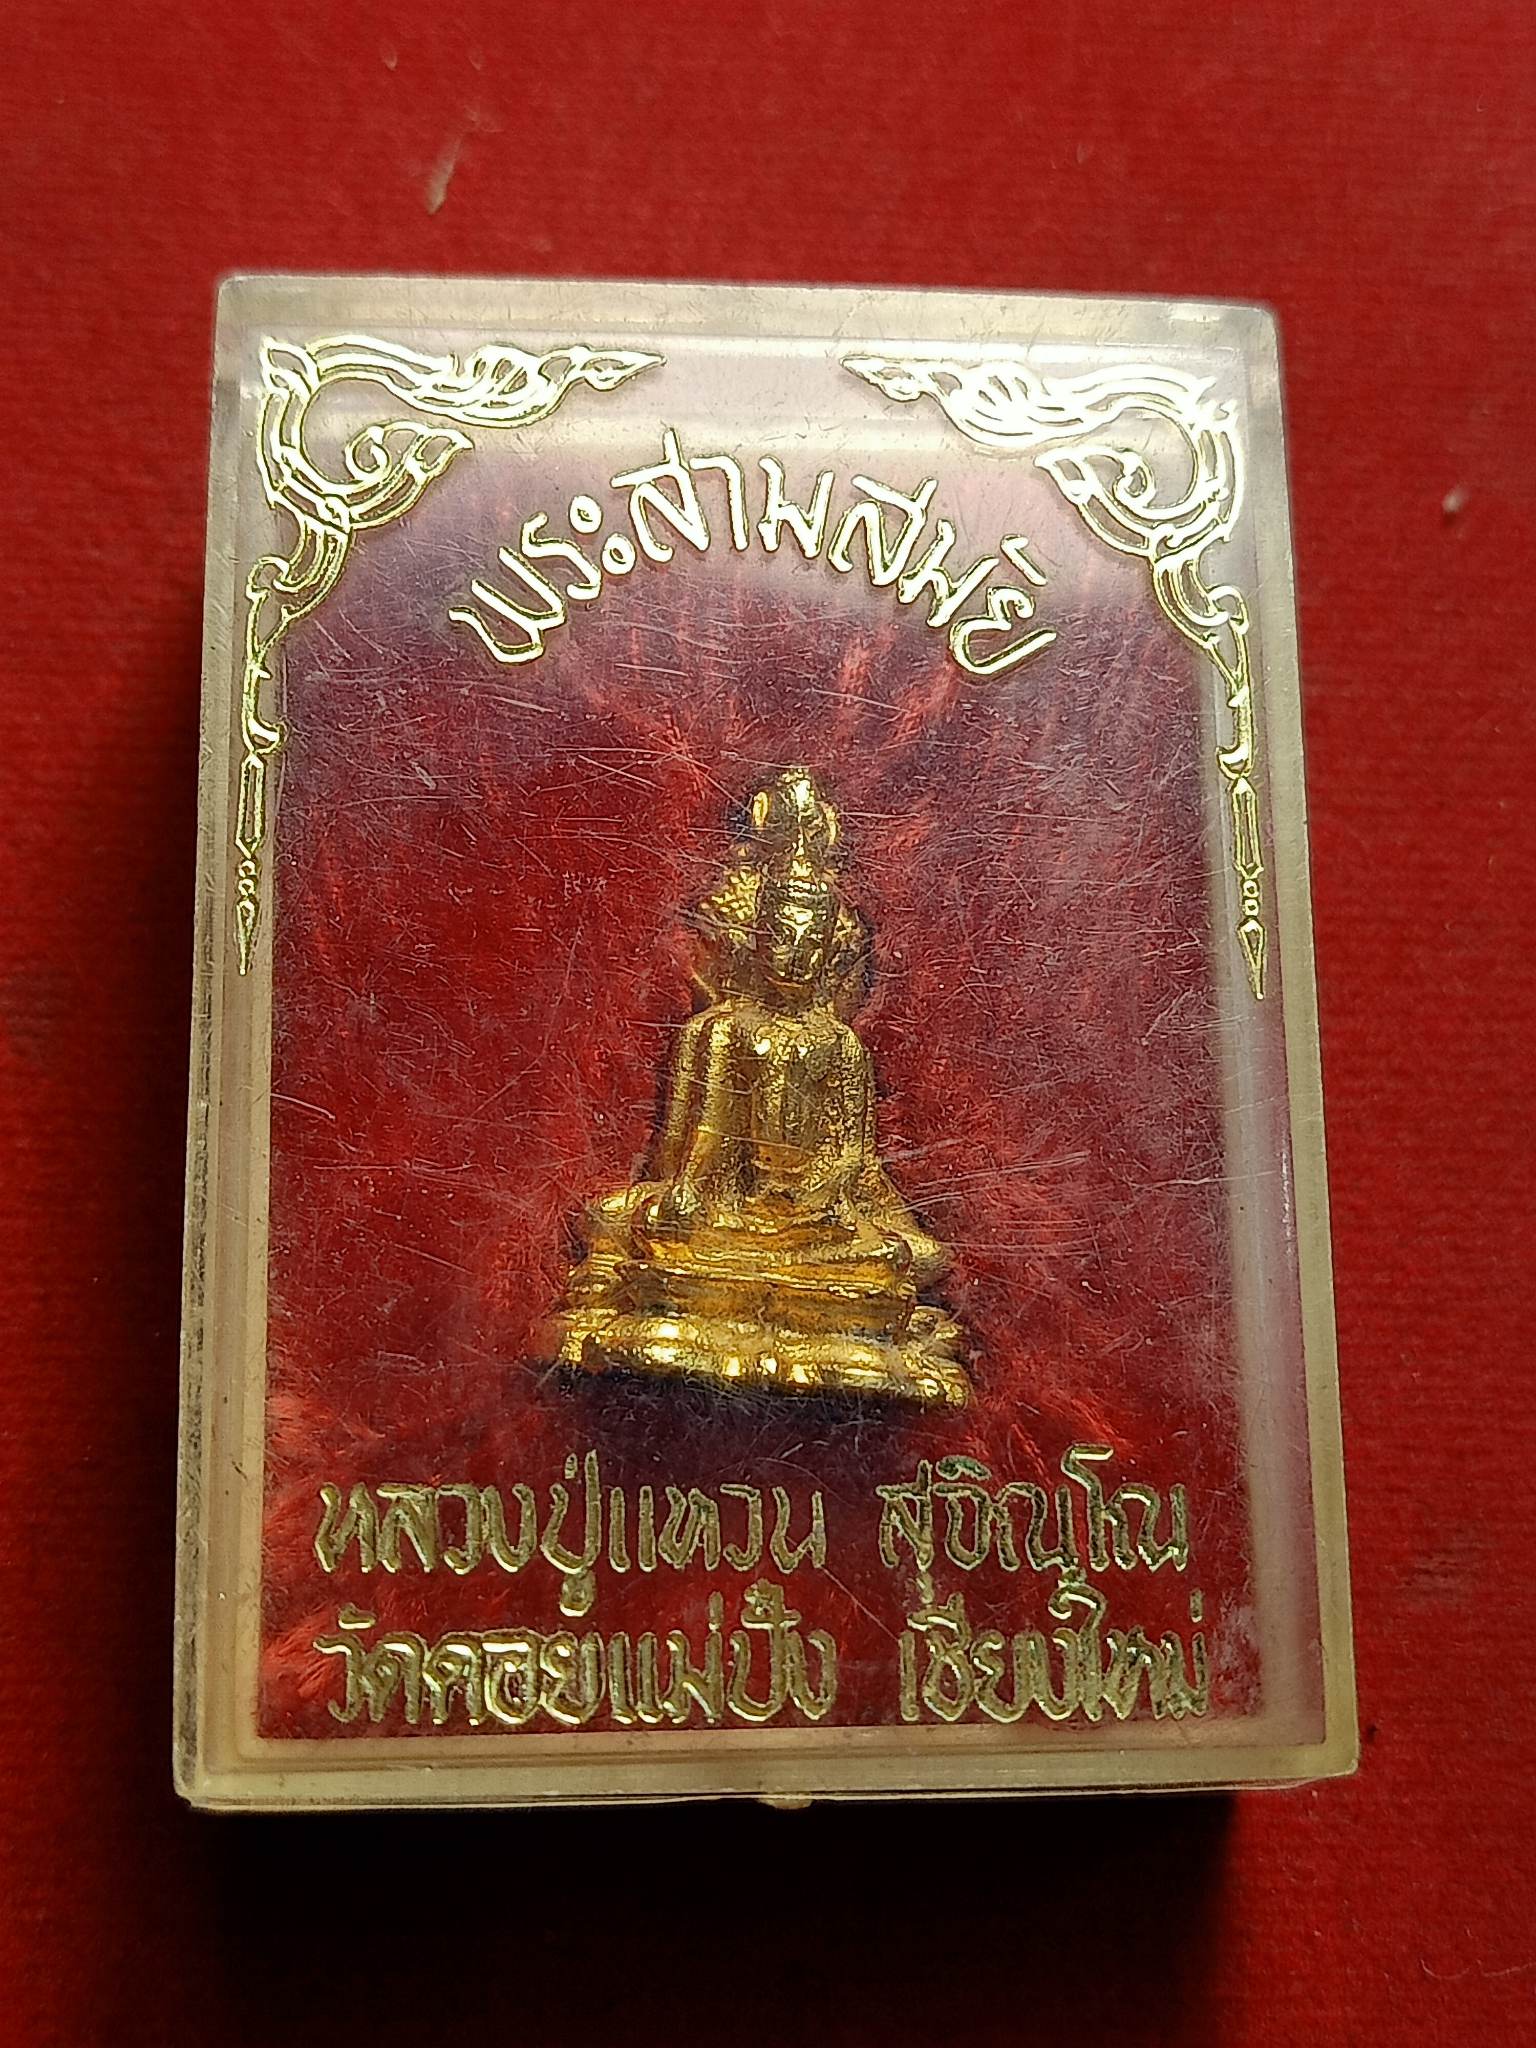 พระสามสีพยัย
หลวงปู่แหวน สุจิณฺโณ
วัดดอยแม่ปั๋ง เชียงใหม่